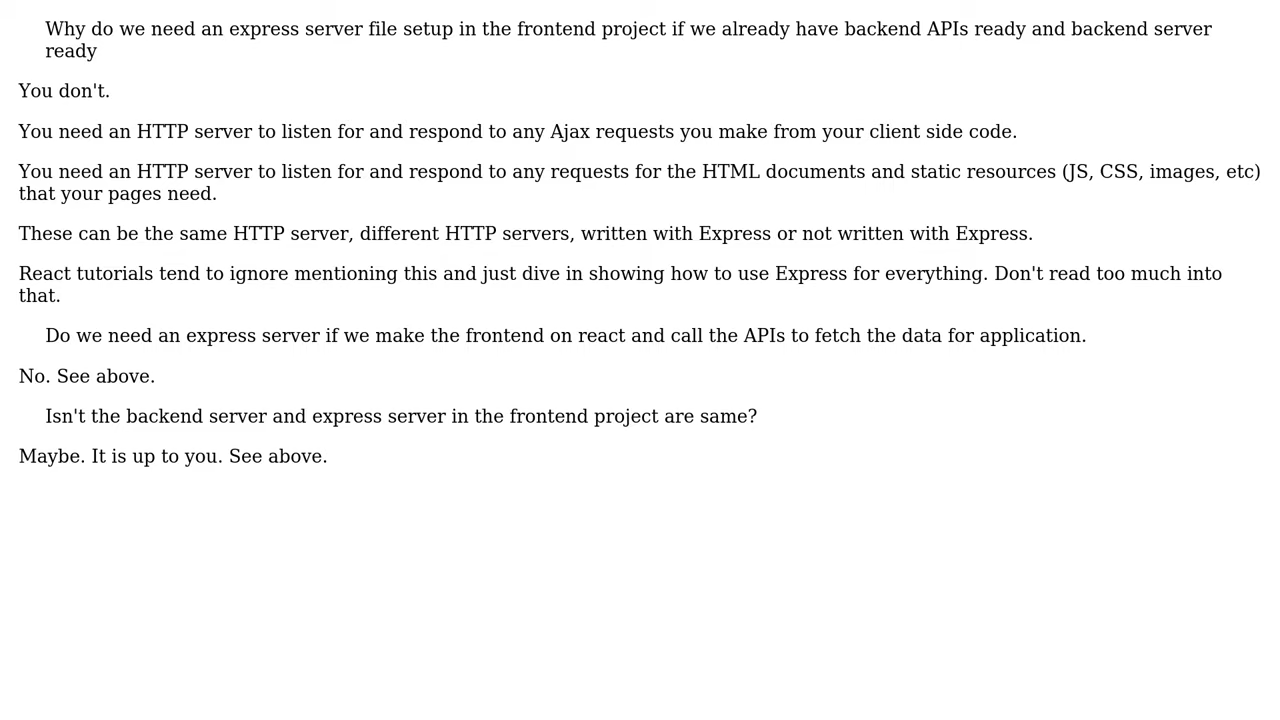 Why do we need an express server file setup in the frontend project if we already have backend APIs ready and backend server
ready
You don't.
You need an HTTP server to listen for and respond to any Ajax requests you make from your client side code.
You need an HTTP server to listen for and respond to any requests for the HTML documents and static resources (JS, CSS, images, etc)
that your pages need.
These can be the same HTTP server, different HTTP servers, written with Express or not written with Express.
React tutorials tend to ignore mentioning this and just dive in showing how to use Express for everything. Don't read too much into
that.
Do we need an express server if we make the frontend on react and call the APIs to fetch the data for application.
No. See above.
Isn't the backend server and express server in the frontend project are same?
Maybe. It is up to you. See above.